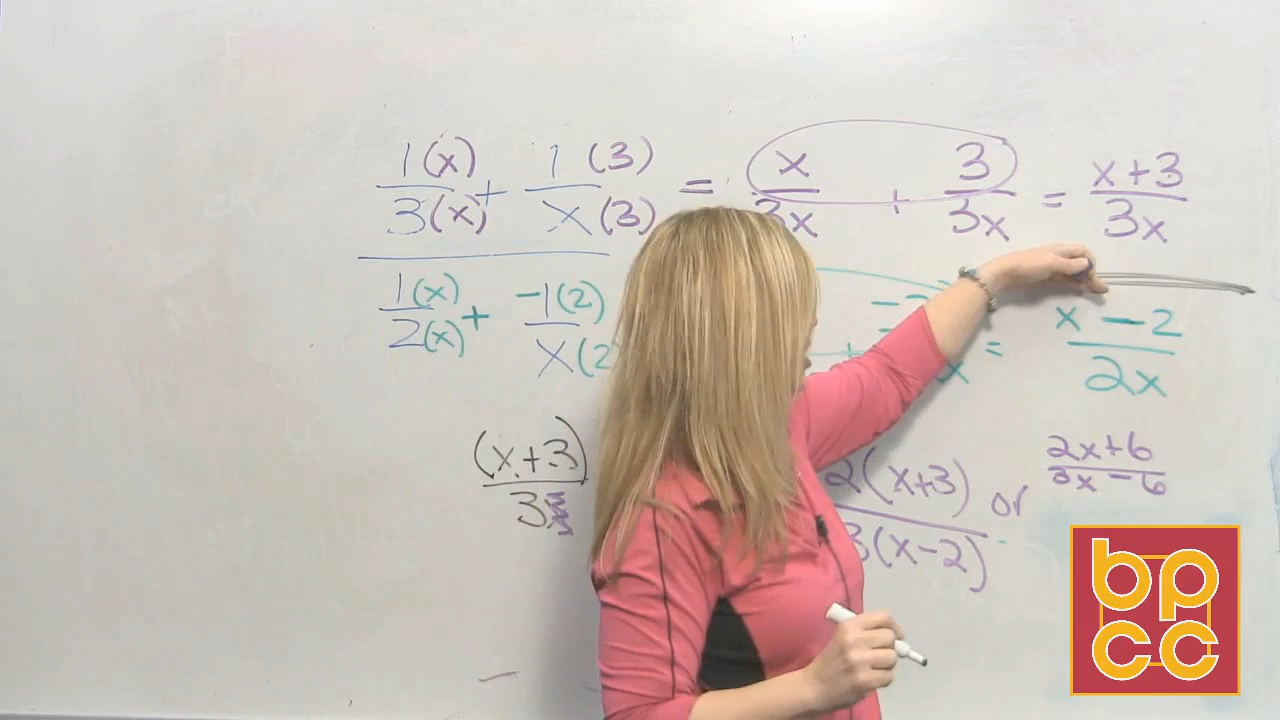 1(x) 1(3) x 3 x+3
3(x) + x(3) = 3x + 3x = 3x
1(x) -1(2) x -2
2(x) + x(2 + x = 2x
(x+3) 2(x+3) or 2x+6
3x 3(x-2) 3x-6
bp
cc